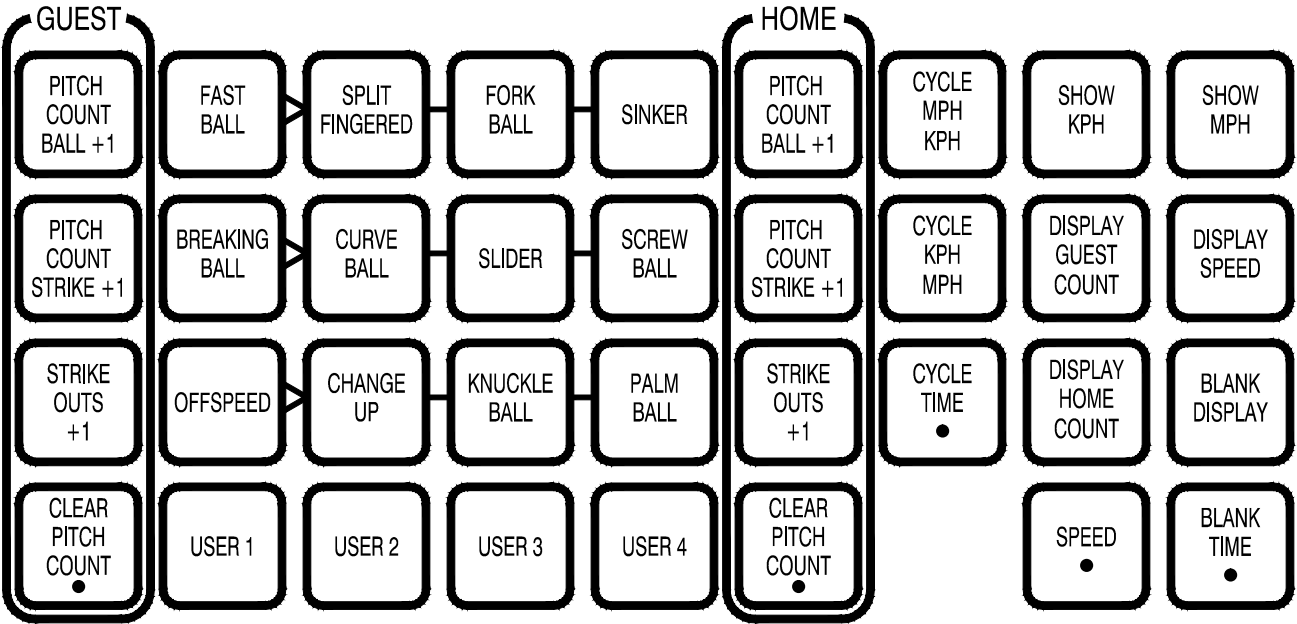 GUEST
HOME
PITCH
COUNT
BALL +1
FAST
BALL
SPLIT
FINGERED
FORK
BALL
SINKER
PITCH
COUNT
BALL +1
CYCLE
MPH
KPH
SHOW
KPH
SHOW
MPH
PITCH
COUNT
STRIKE +1
BREAKING
BALL
CURVE
BALL
SLIDER
SCREW
BALL
PITCH
COUNT
STRIKE +1
CYCLE
KPH
MPH
DISPLAY
GUEST
COUNT
DISPLAY
SPEED
STRIKE
OUTS
+1
OFFSPEED
CHANGE
UP
KNUCKLE
BALL
PALM
BALL
STRIKE
OUTS
+1
CYCLE
TIME
DISPLAY
HOME
COUNT
BLANK
DISPLAY
CLEAR
PITCH
COUNT
USER 1
USER 2
USER 3
USER 4
CLEAR
PITCH
COUNT
SPEED
BLANK
TIME